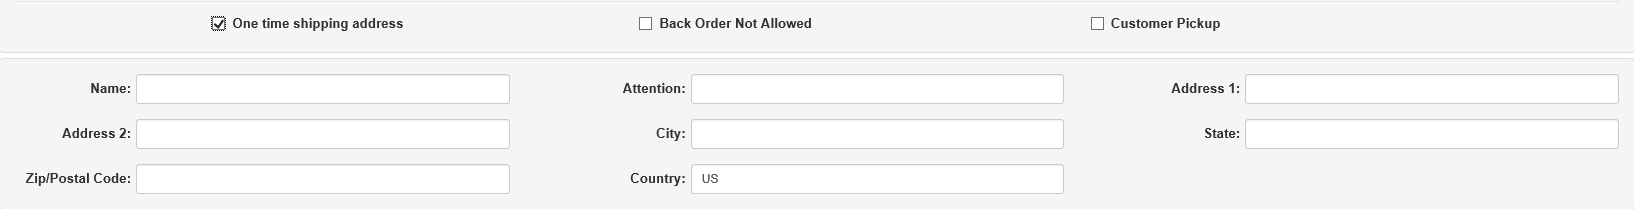 One time shipping address Back Order Not Allowed Customer Pickup
Name: Attention: Address 1:
Address 2: City: State:
Zip/Postal Code: Country: US